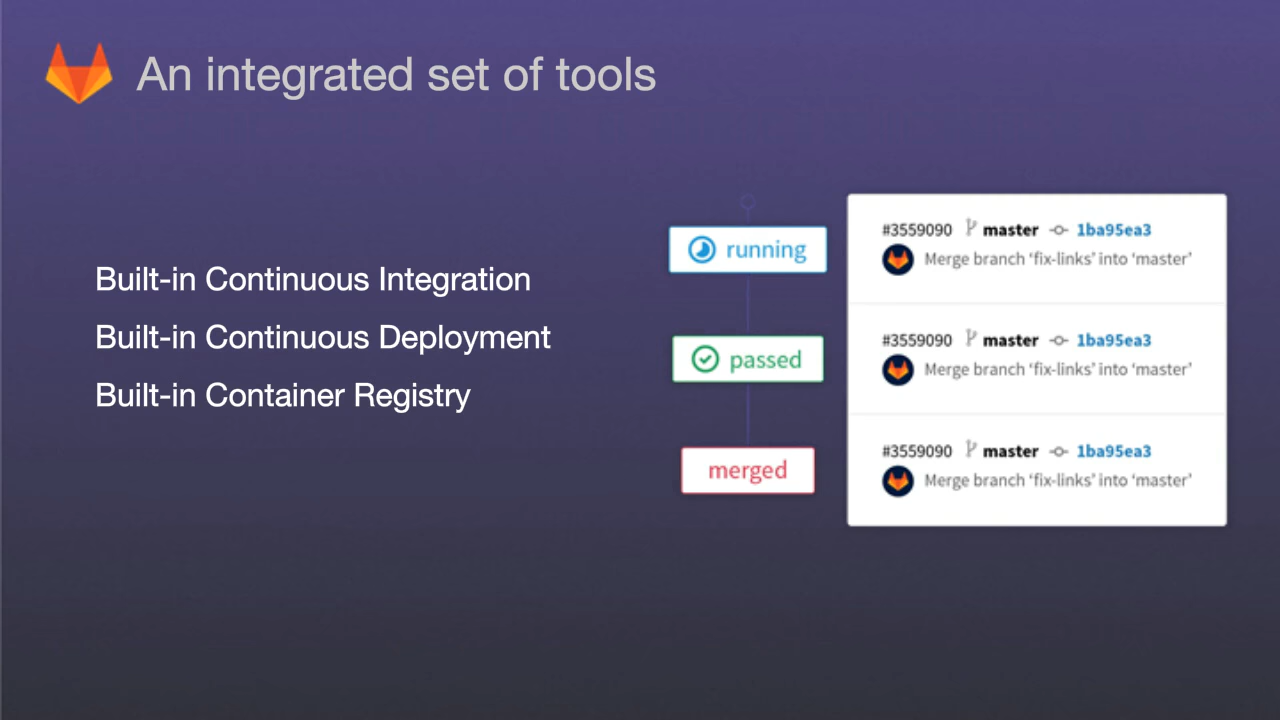 An integrated set of tools
Built-in Continuous Integration
Built-in Continuous Deployment
Built-in Container Registry
running
passed
merged
#3559090 master 1ba95ea3
Merge branch ‘fix-links’ into ‘master’
#3559090 master 1ba95ea3
Merge branch ‘fix-links’ into ‘master’
#3559090 master 1ba95ea3
Merge branch ‘fix-links’ into ‘master’